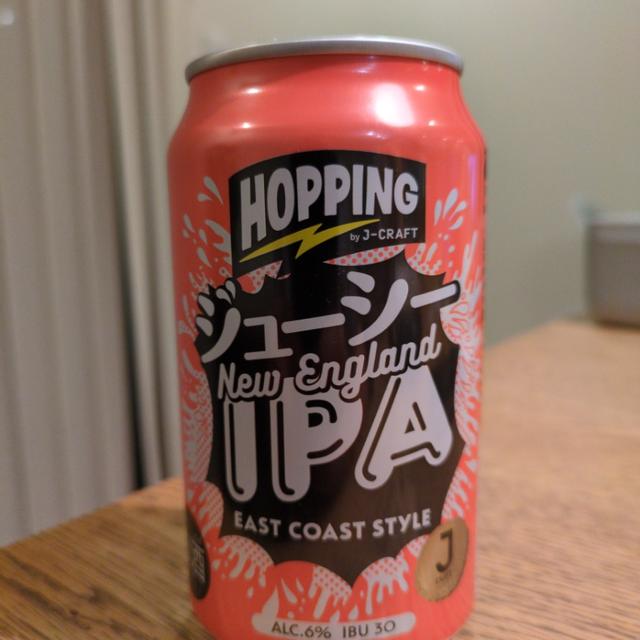 HOPPING
by J-CRAFT
ジューシー
New England
IPA
EAST COAST STYLE
J
ALC.6% IBU 30